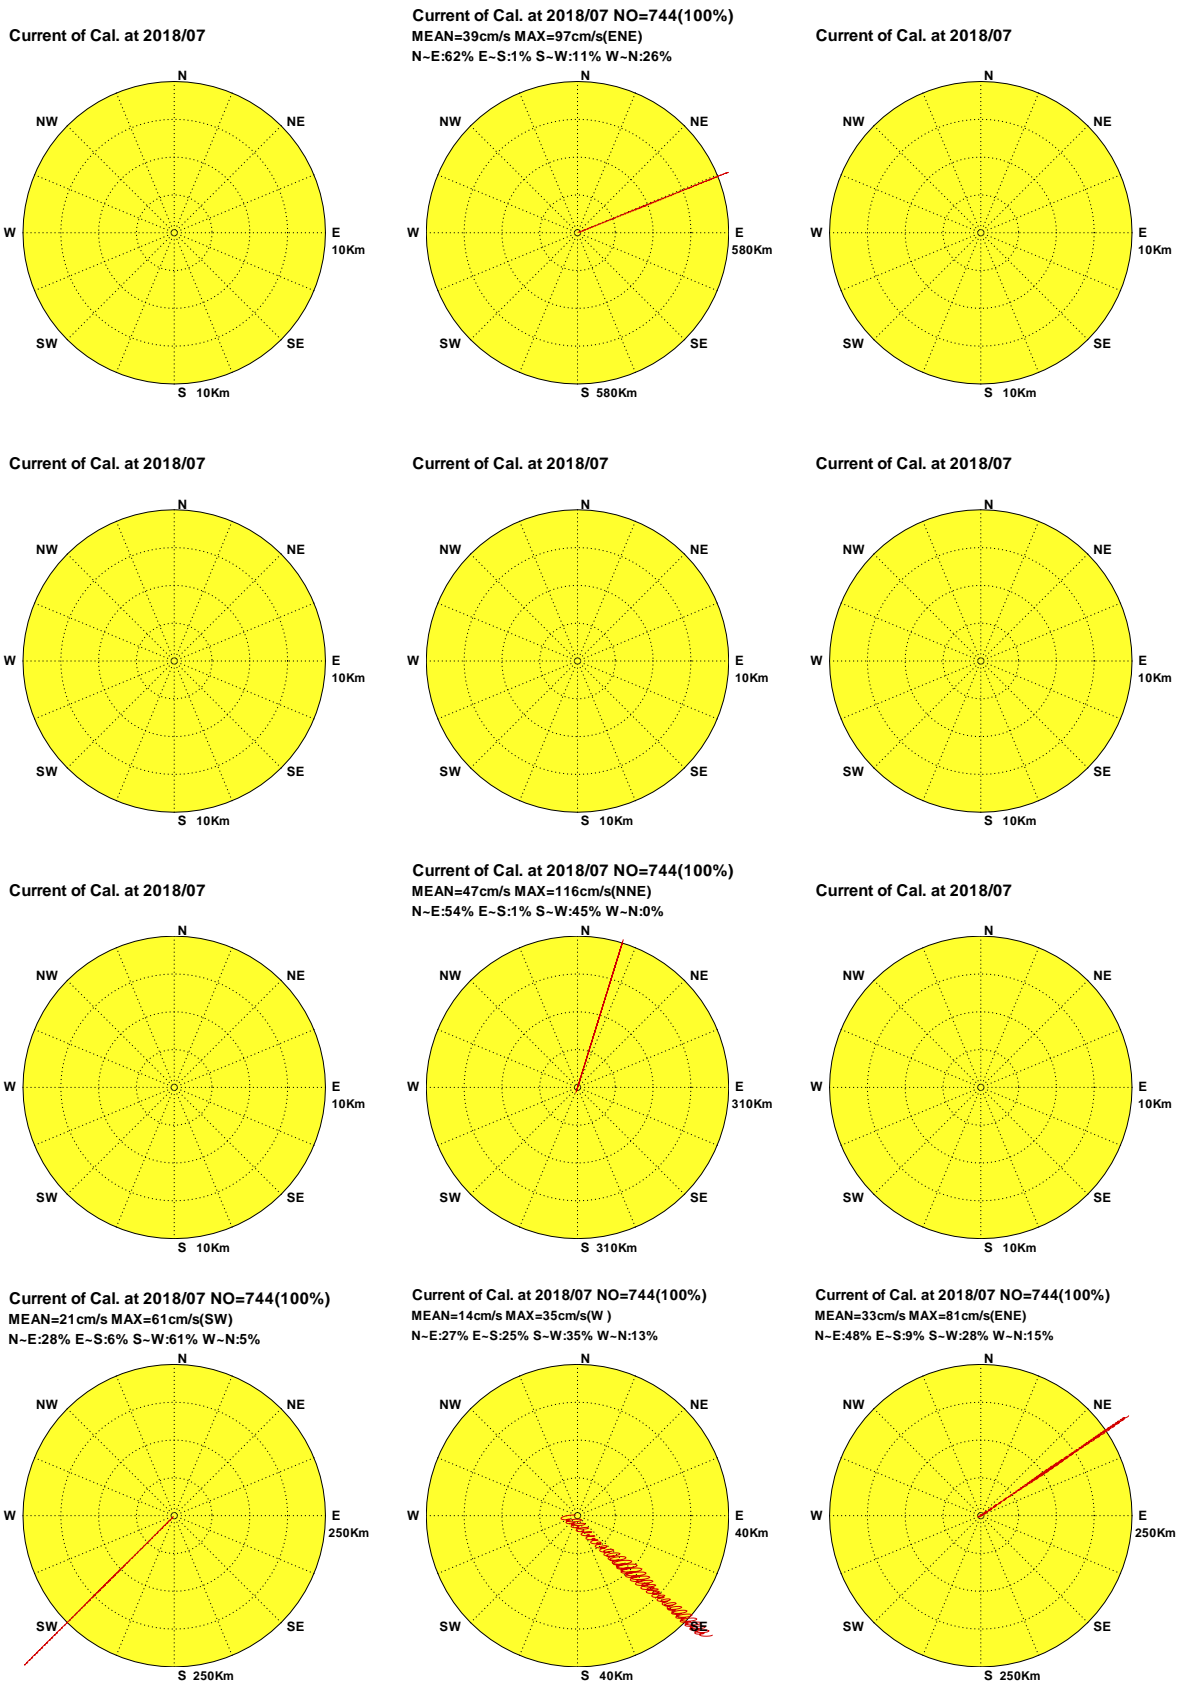 Current of Cal. at 2018/07
N
NW
NE
W
E
10Km
SW
SE
S 10Km
Current of Cal. at 2018/07 NO=744(100%)
MEAN=39cm/s MAX=97cm/s(ENE)
N~E:62% E~S:1% S~W:11% W~N:26%
N
NW
NE
E
580Km
SE
S 580Km
Current of Cal. at 2018/07
N
NW
NE
W
E
10Km
SW
SE
S 10Km
Current of Cal. at 2018/07
N
NW
NE
W
E
10Km
SW
SE
S 10Km
Current of Cal. at 2018/07
N
NW
NE
W
E
10Km
SW
SE
S 10Km
Current of Cal. at 2018/07
N
NW
NE
W
E
10Km
SW
SE
S 10Km
Current of Cal. at 2018/07
N
NW
NE
W
E
10Km
SW
SE
S 10Km
Current of Cal. at 2018/07 NO=744(100%)
MEAN=47cm/s MAX=116cm/s(NNE)
N~E:54% E~S:1% S~W:45% W~N:0%
N
NW
NE
W
E
310Km
SW
SE
S 310Km
Current of Cal. at 2018/07
N
NW
NE
W
E
10Km
SW
SE
S 10Km
Current of Cal. at 2018/07 NO=744(100%)
MEAN=21cm/s MAX=61cm/s(SW)
N~E:28% E~S:6% S~W:61% W~N:5%
N
NW
NE
W
E
250Km
SW
SE
S 250Km
Current of Cal. at 2018/07 NO=744(100%)
MEAN=14cm/s MAX=35cm/s(W )
N~E:27% E~S:25% S~W:35% W~N:13%
N
NW
NE
W
E
40Km
SW
SE
S 40Km
Current of Cal. at 2018/07 NO=744(100%)
MEAN=33cm/s MAX=81cm/s(ENE)
N~E:48% E~S:9% S~W:28% W~N:15%
N
NW
NE
W
E
250Km
SW
SE
S 250Km